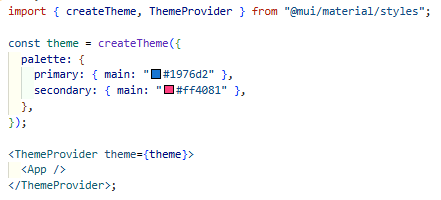 import { createTheme, ThemeProvider } from "@mui/material/styles";

const theme = createTheme({
  palette: {
    primary: { main: "#1976d2" },
    secondary: { main: "#ff4081" },
  },
});

<ThemeProvider theme={theme}>
  <App />
</ThemeProvider>;